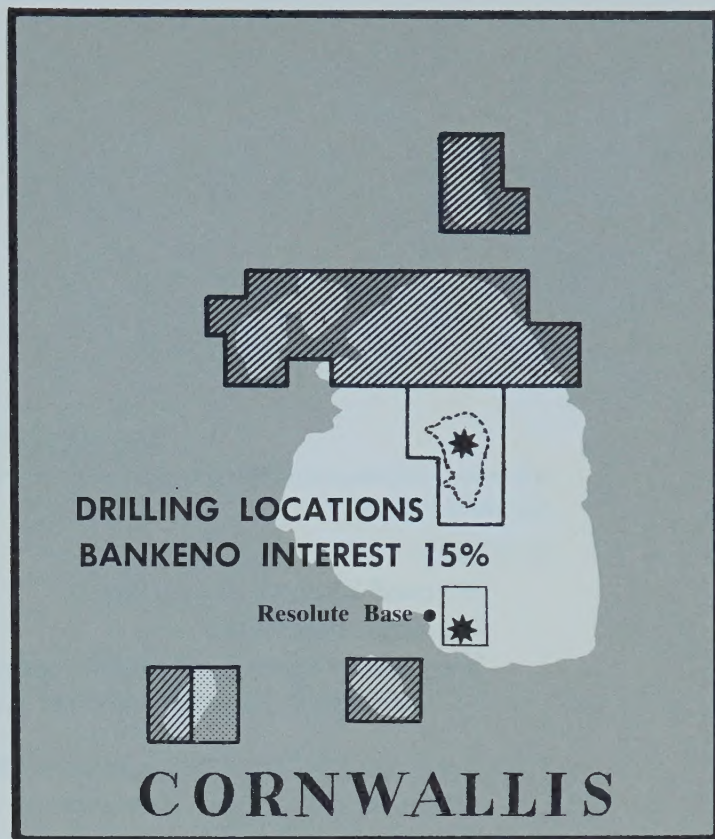 DRILLING LOCATIONS
BANKENO INTEREST 15%
Resolute Base
CORNWALLIS